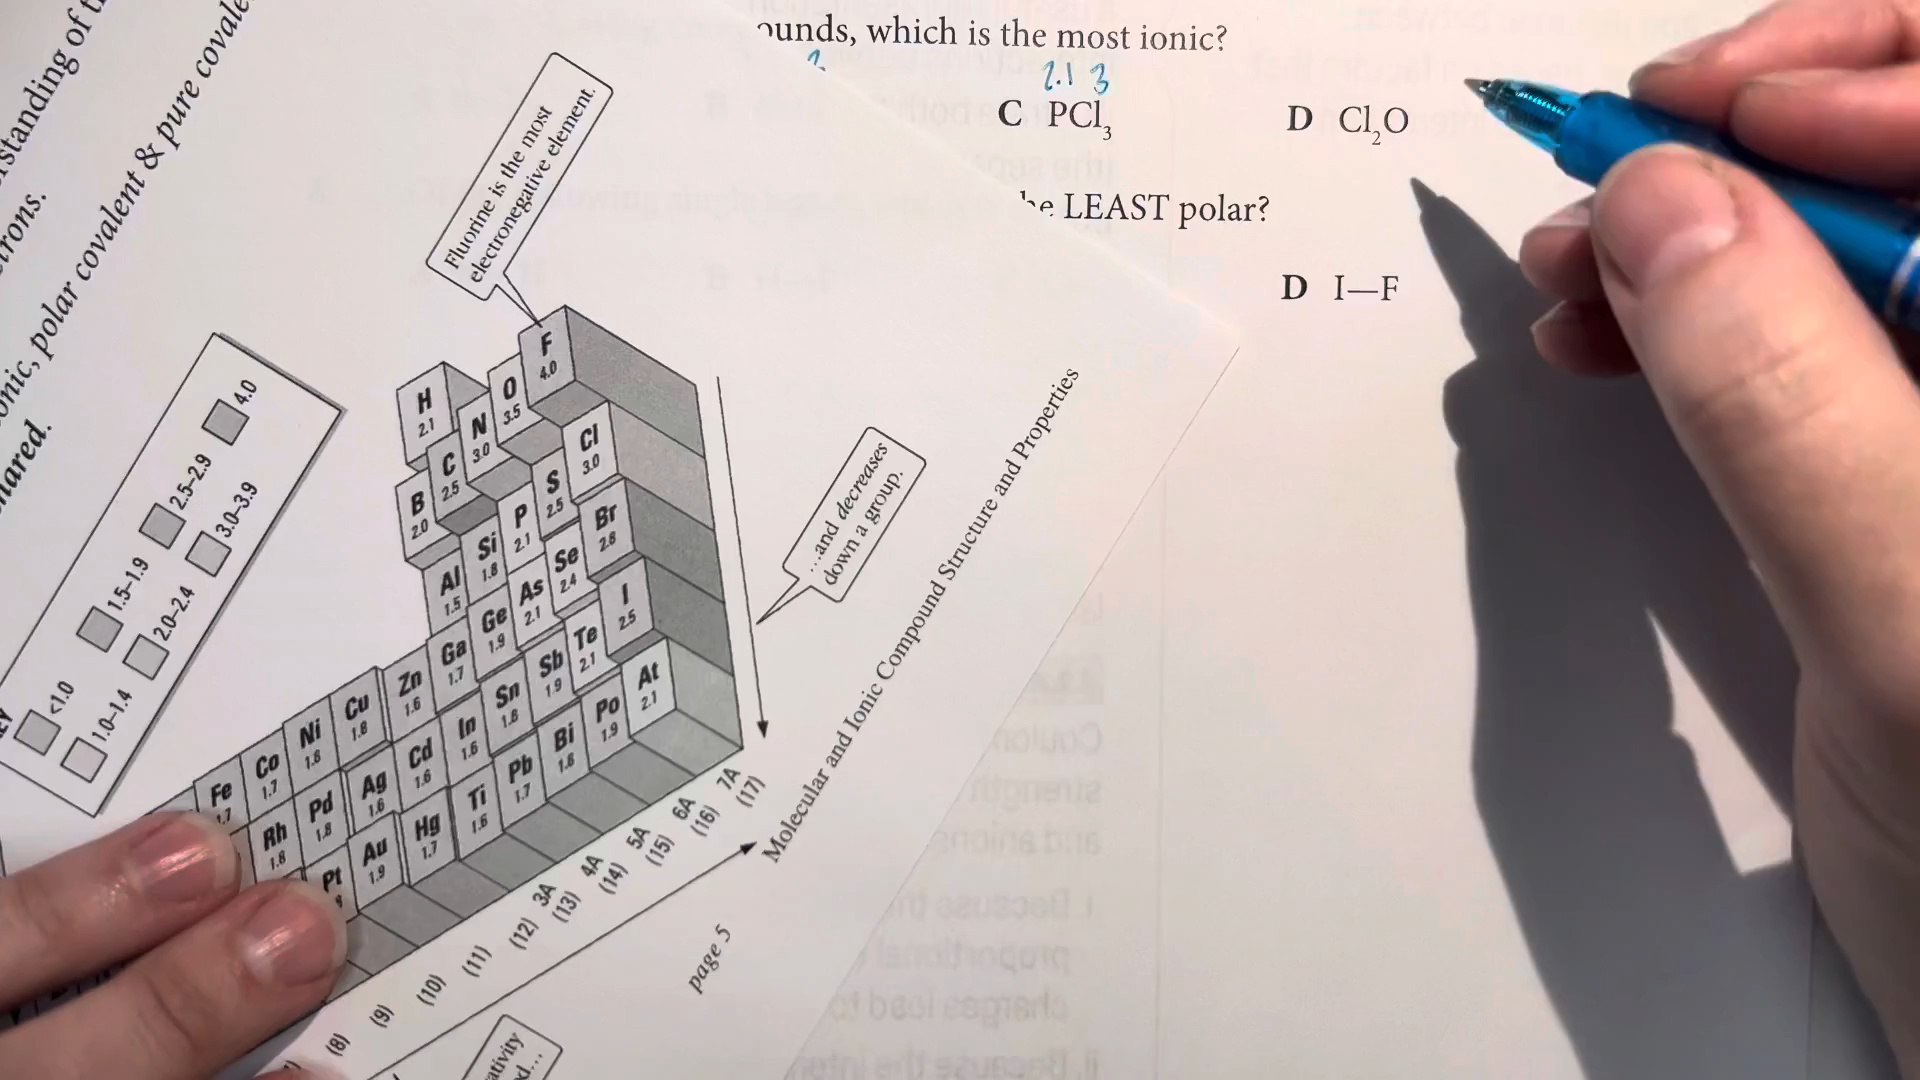 ounds, which is the most ionic?
2.1 3
C PCl₃
D Cl₂O
he LEAST polar?
D I—F
standing of
trons.
onic, polar covalent & pure covale
hared.
Fluorine is the most
electronegative element.
...and decreases
down a group.
<1.0
1.0–1.4
1.5–1.9
2.0–2.4
2.5–2.9
3.0–3.9
4.0
H 2.1
F 4.0
O 3.5
N 3.0
C 2.5
B 2.0
Cl 3.0
S 2.5
P 2.1
Si 1.8
Al 1.5
Br 2.8
Se 2.4
As 2.1
Ge 1.9
Ga 1.7
Zn 1.6
Cu 1.8
Ni 1.8
Co 1.7
Fe 1.7
I 2.5
Te 2.1
Sb 1.9
Sn 1.8
In 1.6
Cd 1.6
Ag 1.6
Pd 1.8
Rh 1.8
At 2.1
Po 1.9
Bi 1.8
Pb 1.7
Ti 1.6
Hg 1.7
Au 1.9
Pt
7A (17)
6A (16)
5A (15)
4A (14)
3A (13)
(12)
(11)
(10)
(9)
(8)
Molecular and Ionic Compound Structure and Properties
page 5